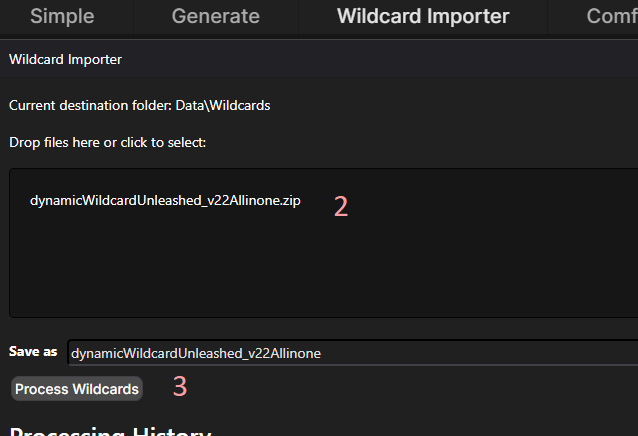 Simple Generate Wildcard Importer Comf
Wildcard Importer
Current destination folder: Data\Wildcards
Drop files here or click to select:
dynamicWildcardUnleashed_v22Allinone.zip 2
Save as dynamicWildcardUnleashed_v22Allinone
Process Wildcards 3
Processing History